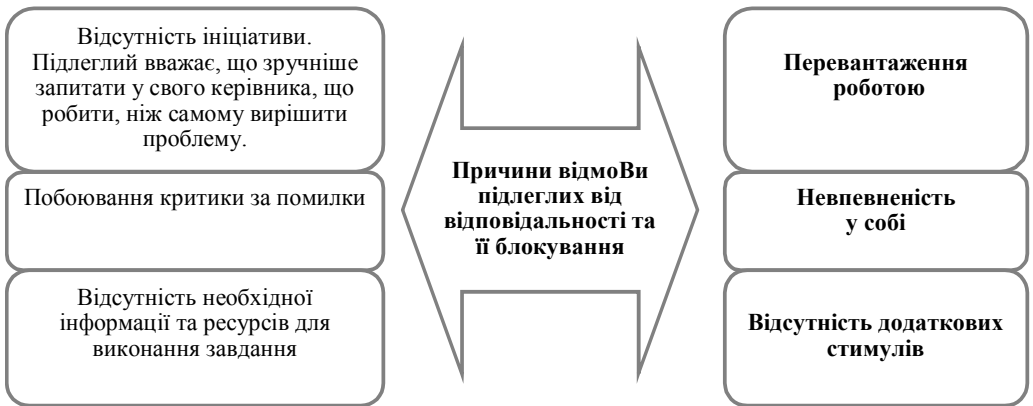 Відсутність ініціативи.
Підлеглий вважає, що зручніше
запитати у свого керівника, що
робити, ніж самому вирішити
проблему.
Побоювання критики за помилки
Відсутність необхідної
інформації та ресурсів для
виконання завдання
Причини відмоВи
підлеглих від
відповідальності та
її блокування
Перевантаження
роботою
Невпевненість
у собі
Відсутність додаткових
стимулів